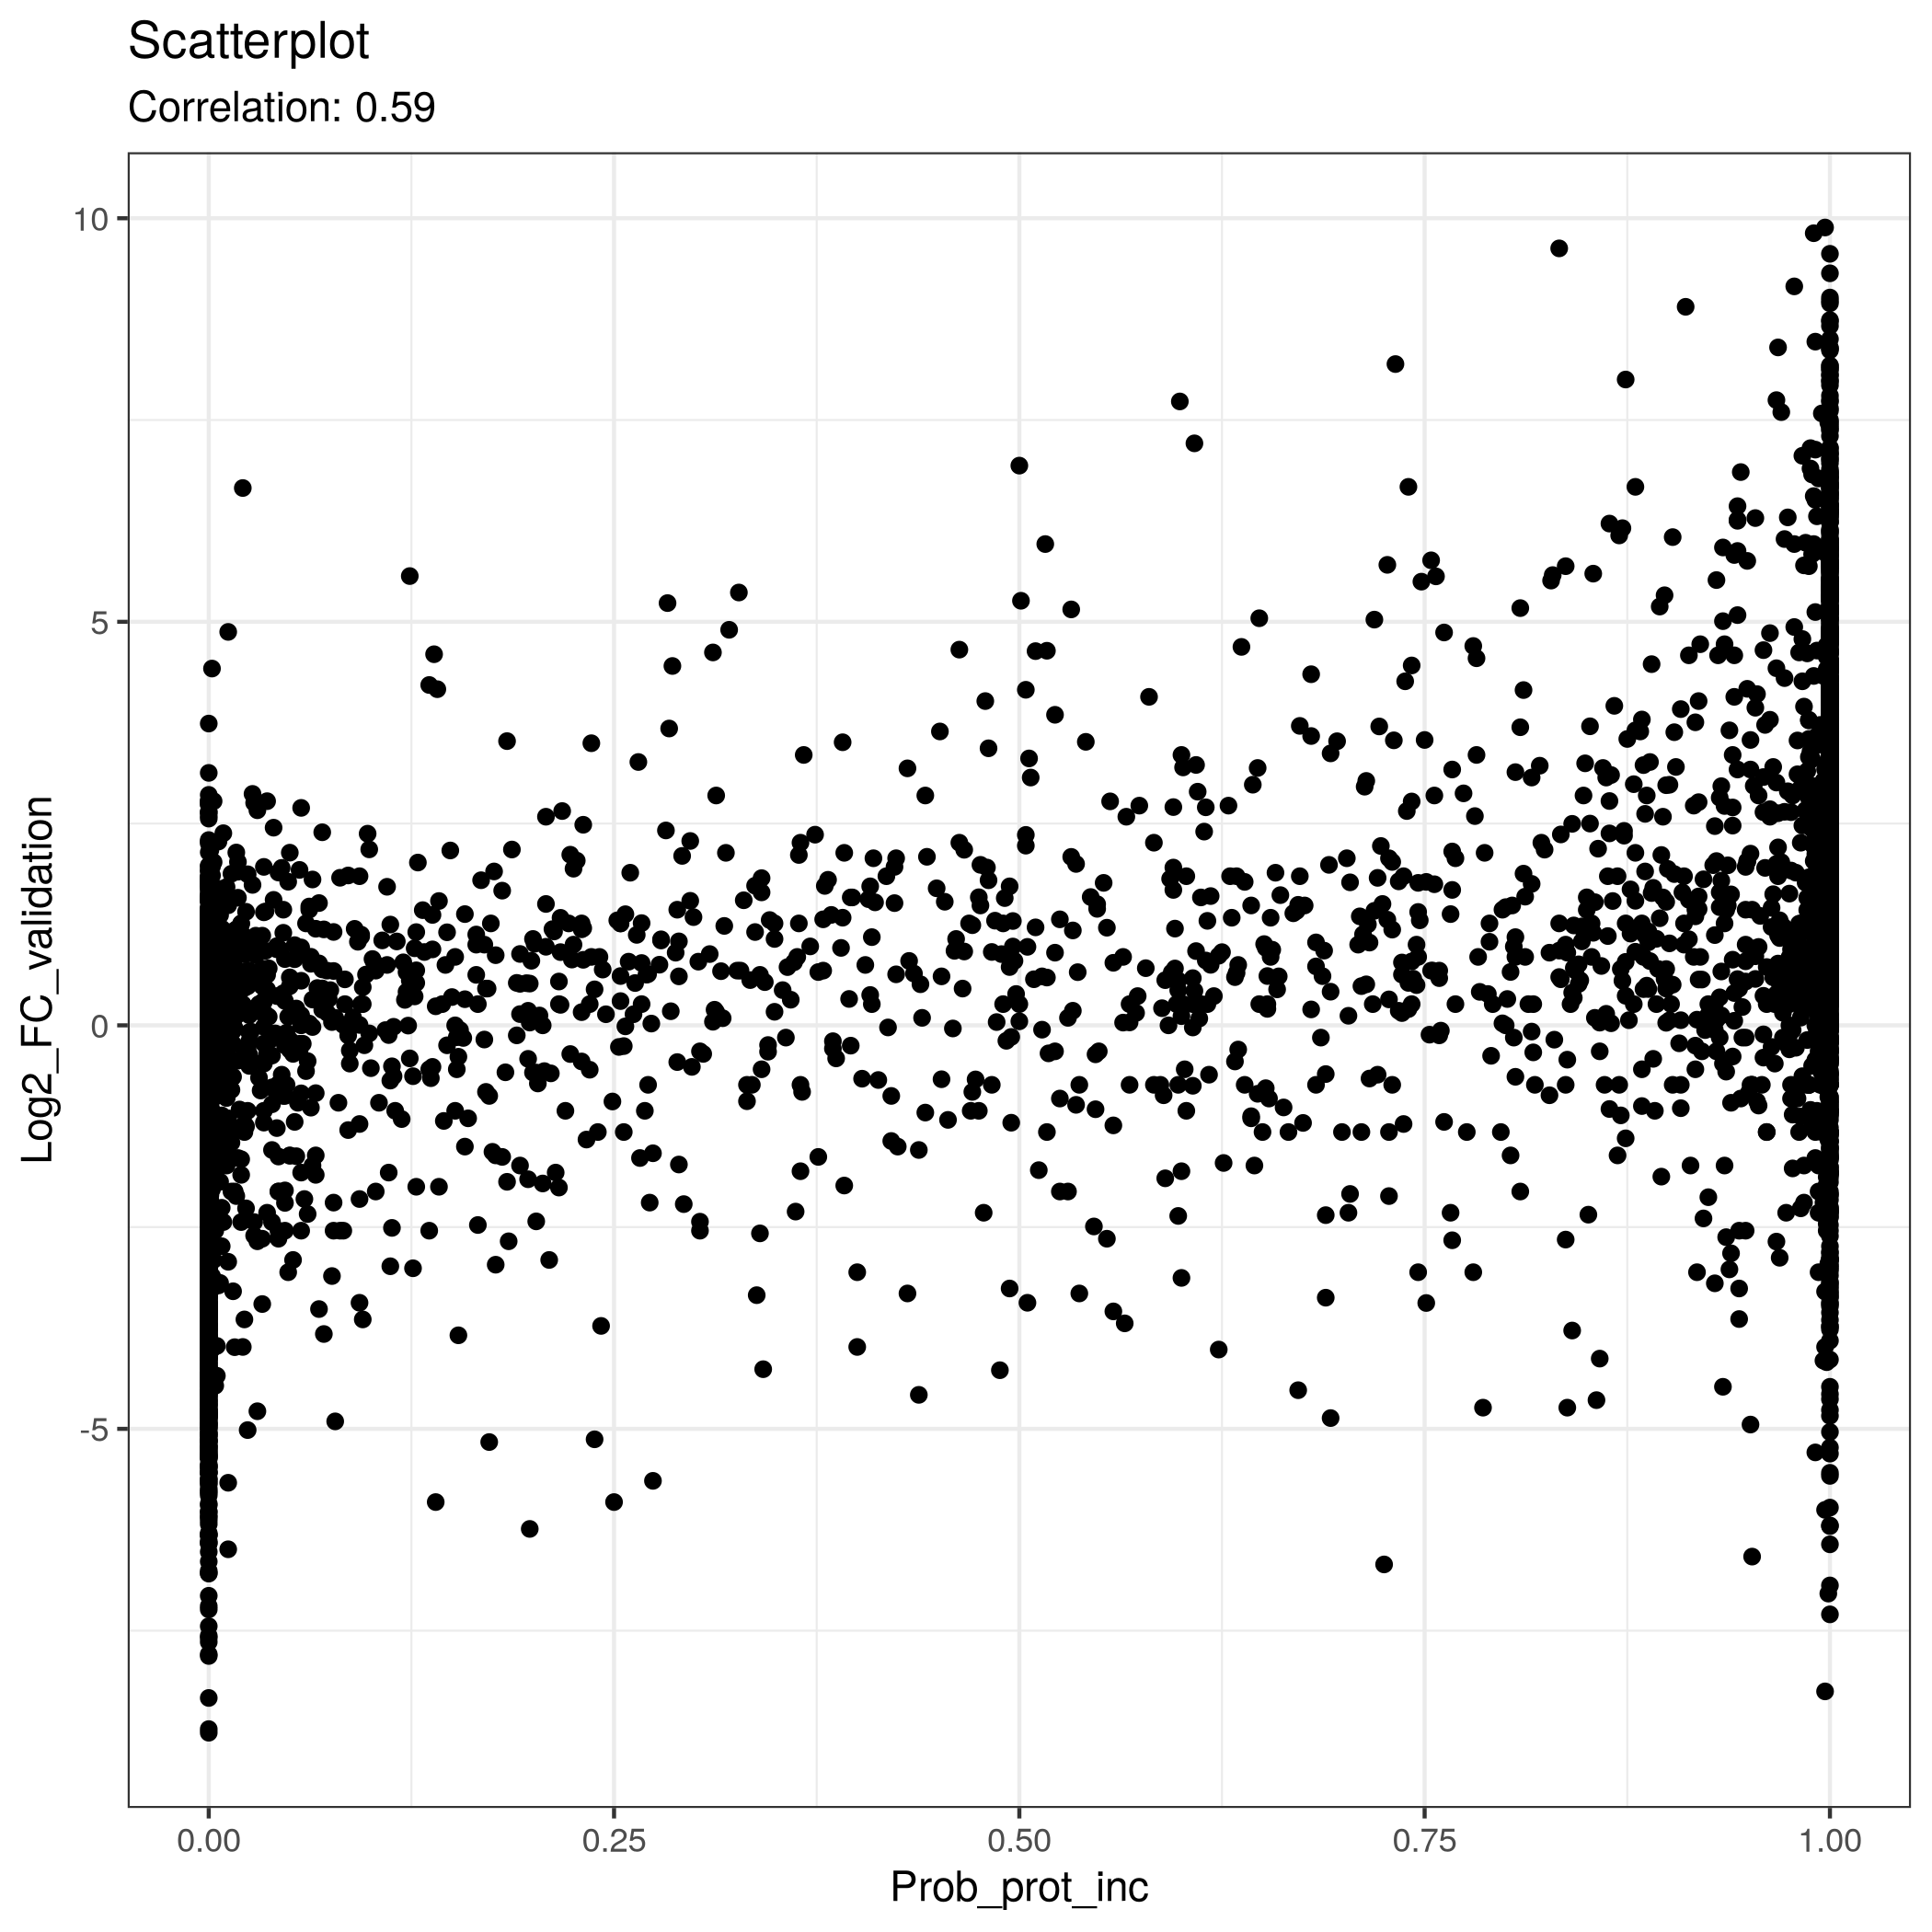 Scatterplot
Correlation: 0.59
10
5
0
-5
Log2_FC_validation
0.00 0.25 0.50 0.75 1.00
Prob_prot_inc